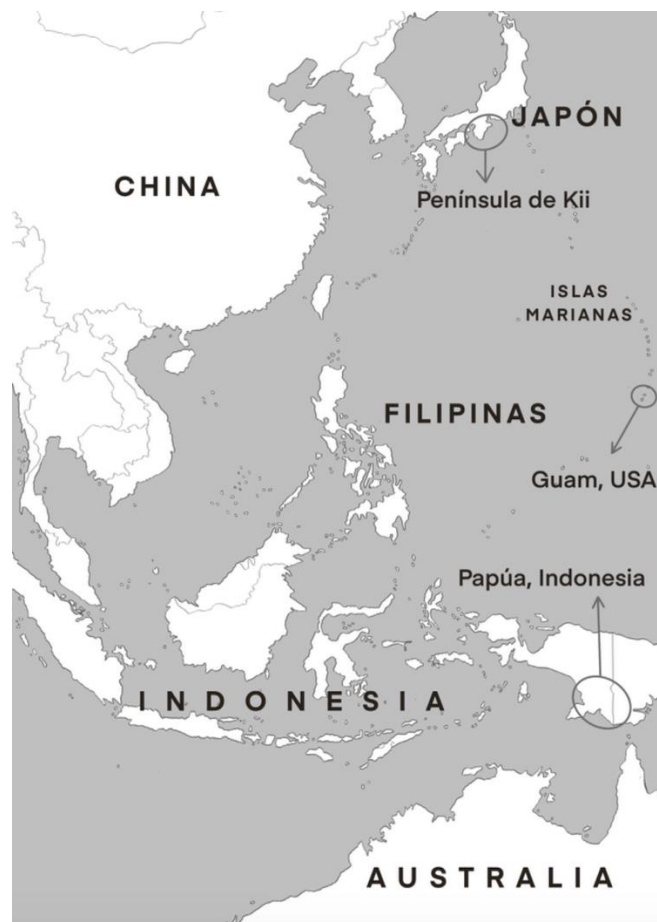 JAPÓN
CHINA
Península de Kii
ISLAS
MARIANAS
FILIPINAS
Guam, USA
Papúa, Indonesia
INDONESIA
AUSTRALIA